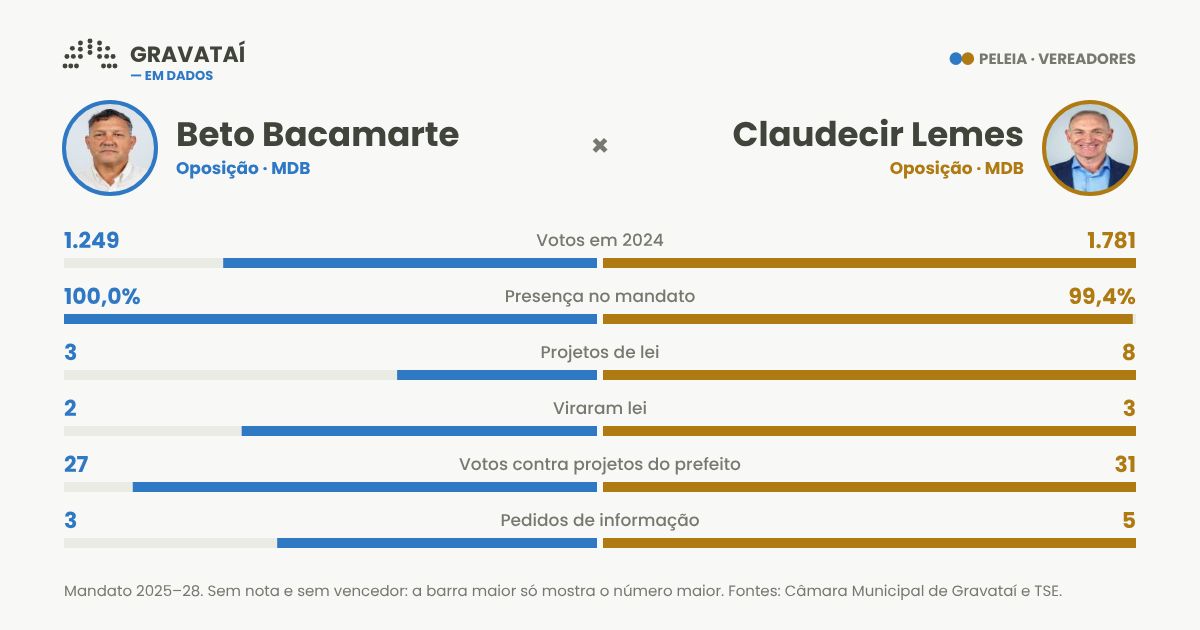 GRAVATAÍ
— EM DADOS
PELEIA · VEREADORES
Beto Bacamarte
Oposição · MDB
×
Claudecir Lemes
Oposição · MDB
1.249 Votos em 2024 1.781
100,0% Presença no mandato 99,4%
3 Projetos de lei 8
2 Viraram lei 3
27 Votos contra projetos do prefeito 31
3 Pedidos de informação 5
Mandato 2025–28. Sem nota e sem vencedor: a barra maior só mostra o número maior. Fontes: Câmara Municipal de Gravataí e TSE.